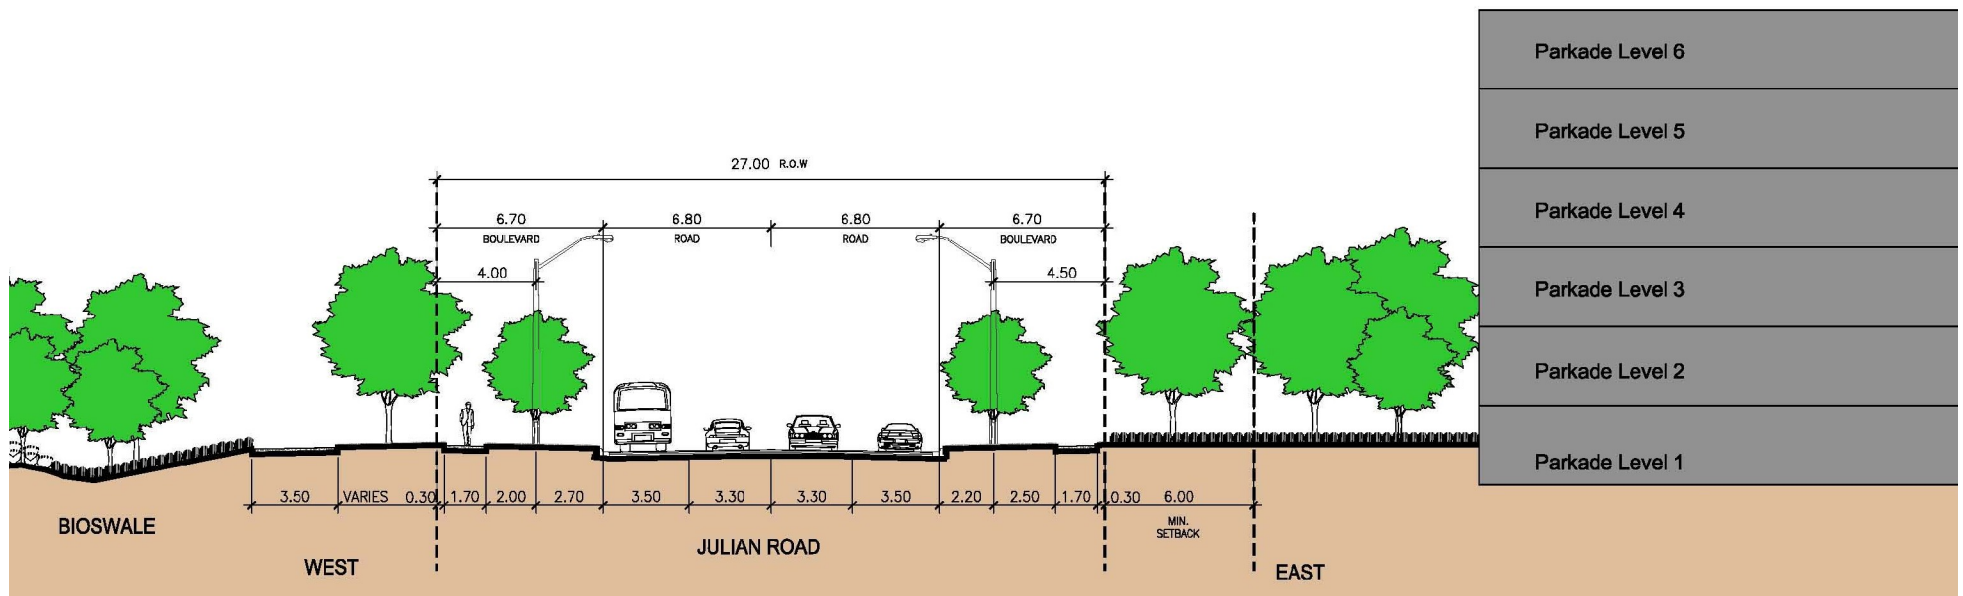 Parkade Level 6
Parkade Level 5
27.00 R.O.W
Parkade Level 4
6.70 6.80 6.80 6.70
BOULEVARD ROAD ROAD BOULEVARD
4.00 4.50
Parkade Level 3
Parkade Level 2
Parkade Level 1
3.50 VARIES 0.30 1.70 2.00 2.70 3.50 3.30 3.30 3.50 2.20 2.50 1.70 0.30 6.00
MIN.
SETBACK
BIOSWALE
JULIAN ROAD
WEST
EAST